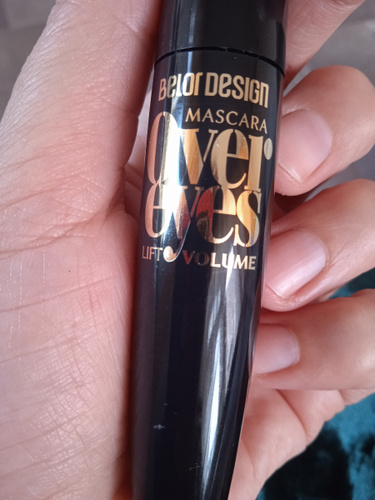 BELOR DESIGN
MASCARA
Over
eyes
LIFT VOLUME